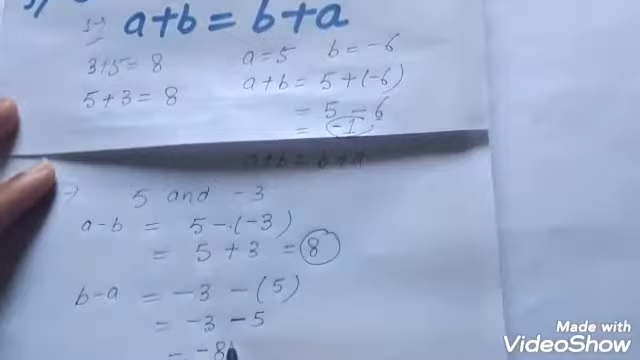 a+b = b+a
3+5 = 8
a = 5 b = -6
5+3 = 8
a+b = 5 + (-6)
= 5 - 6
= -1
a+b = b+a
5 and -3
a-b = 5-(-3)
= 5 + 3 = 8
b-a = -3 - (5)
= -3 - 5
= -8
Made with
VideoShow